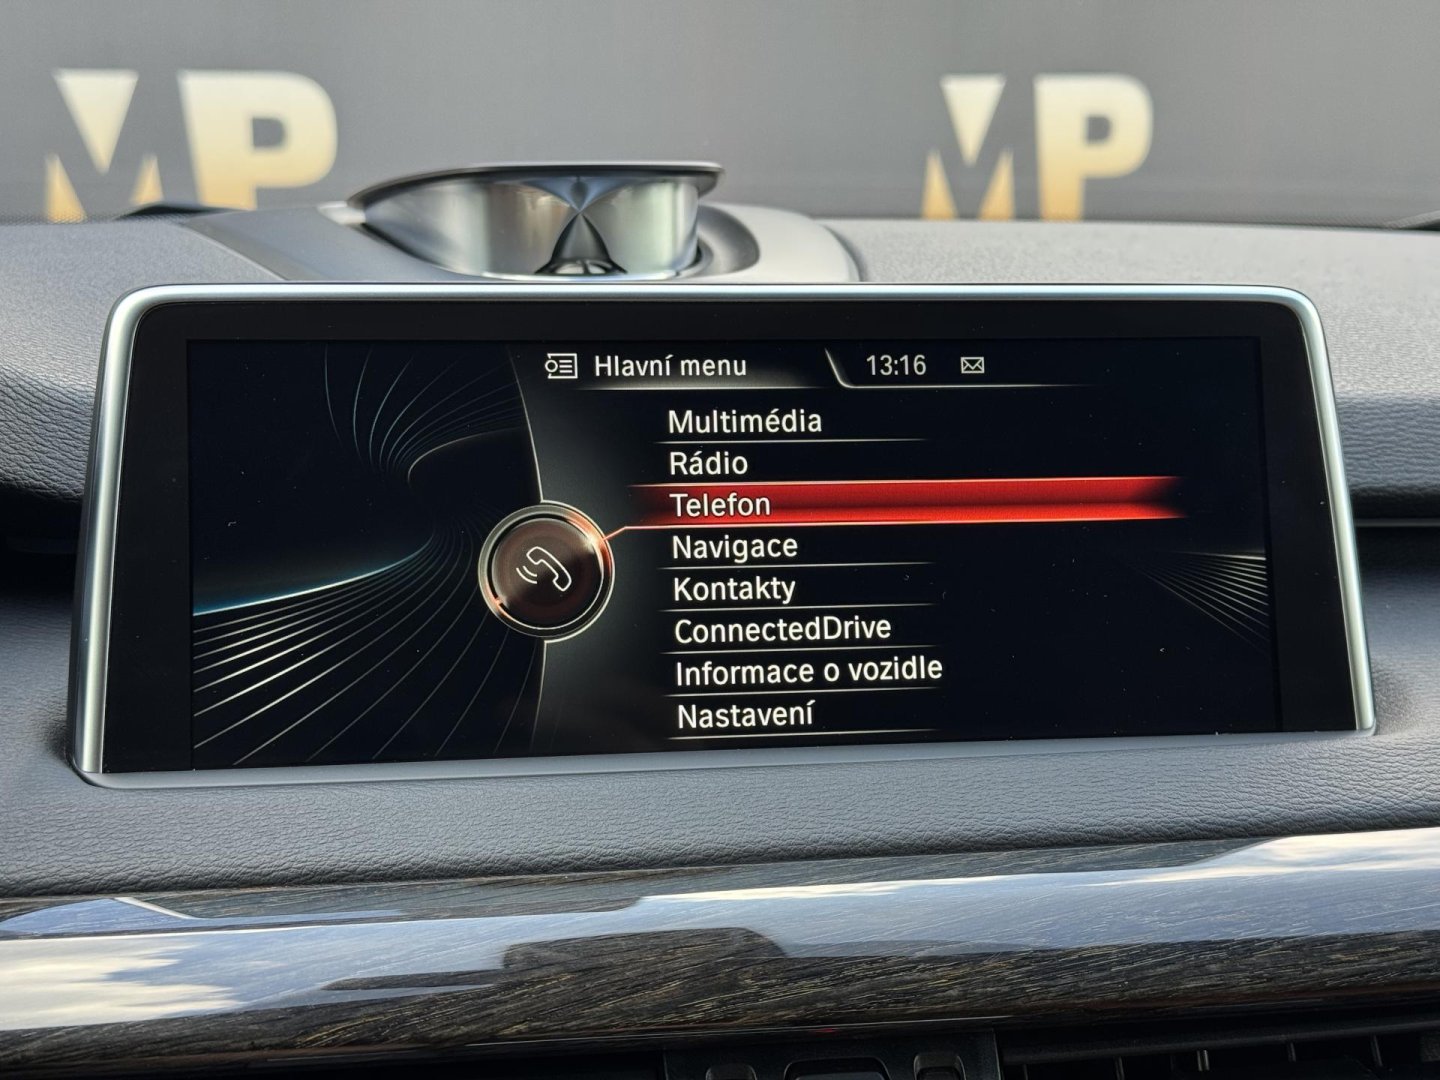 MP MP
Hlavní menu 13:16
Multimédia
Rádio
Telefon
Navigace
Kontakty
ConnectedDrive
Informace o vozidle
Nastavení